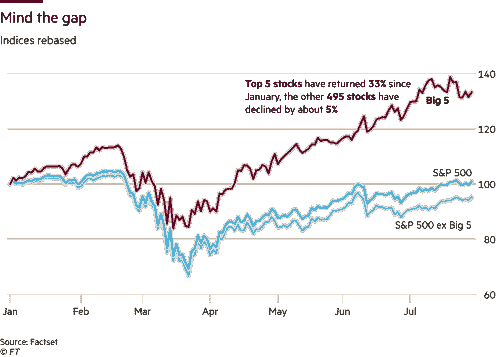 Mind the gap
Indices rebased
140
Top 5 stocks have returned 33% since
January, the other 495 stocks have
declined by about 5%
Big 5
120
S&P 500
100
S&P 500 ex Big 5
80
60
Jan Feb Mar Apr May Jun Jul
Source: Factset
© FT